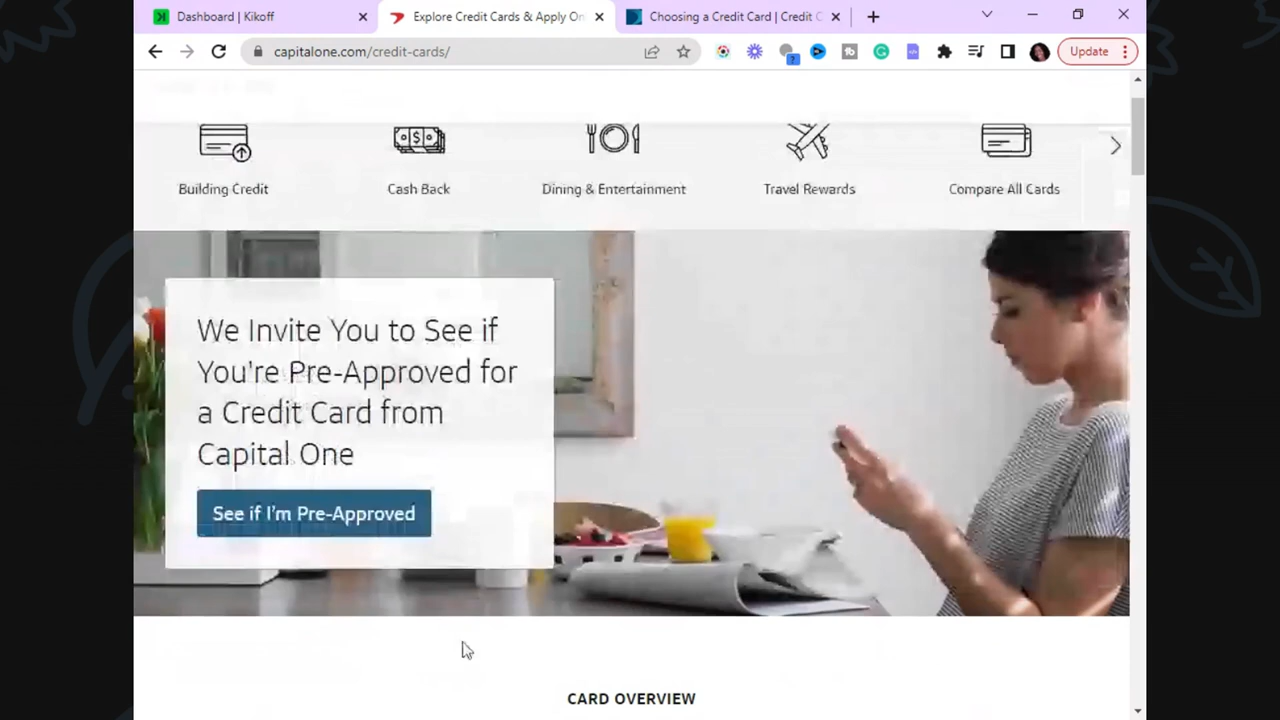 Dashboard | Kikoff
Explore Credit Cards & Apply On
Choosing a Credit Card | Credit C
capitalone.com/credit-cards/
?
Update
$
Building Credit
Cash Back
Dining & Entertainment
Travel Rewards
Compare All Cards
We Invite You to See if
You're Pre-Approved for
a Credit Card from
Capital One
See if I'm Pre-Approved
CARD OVERVIEW